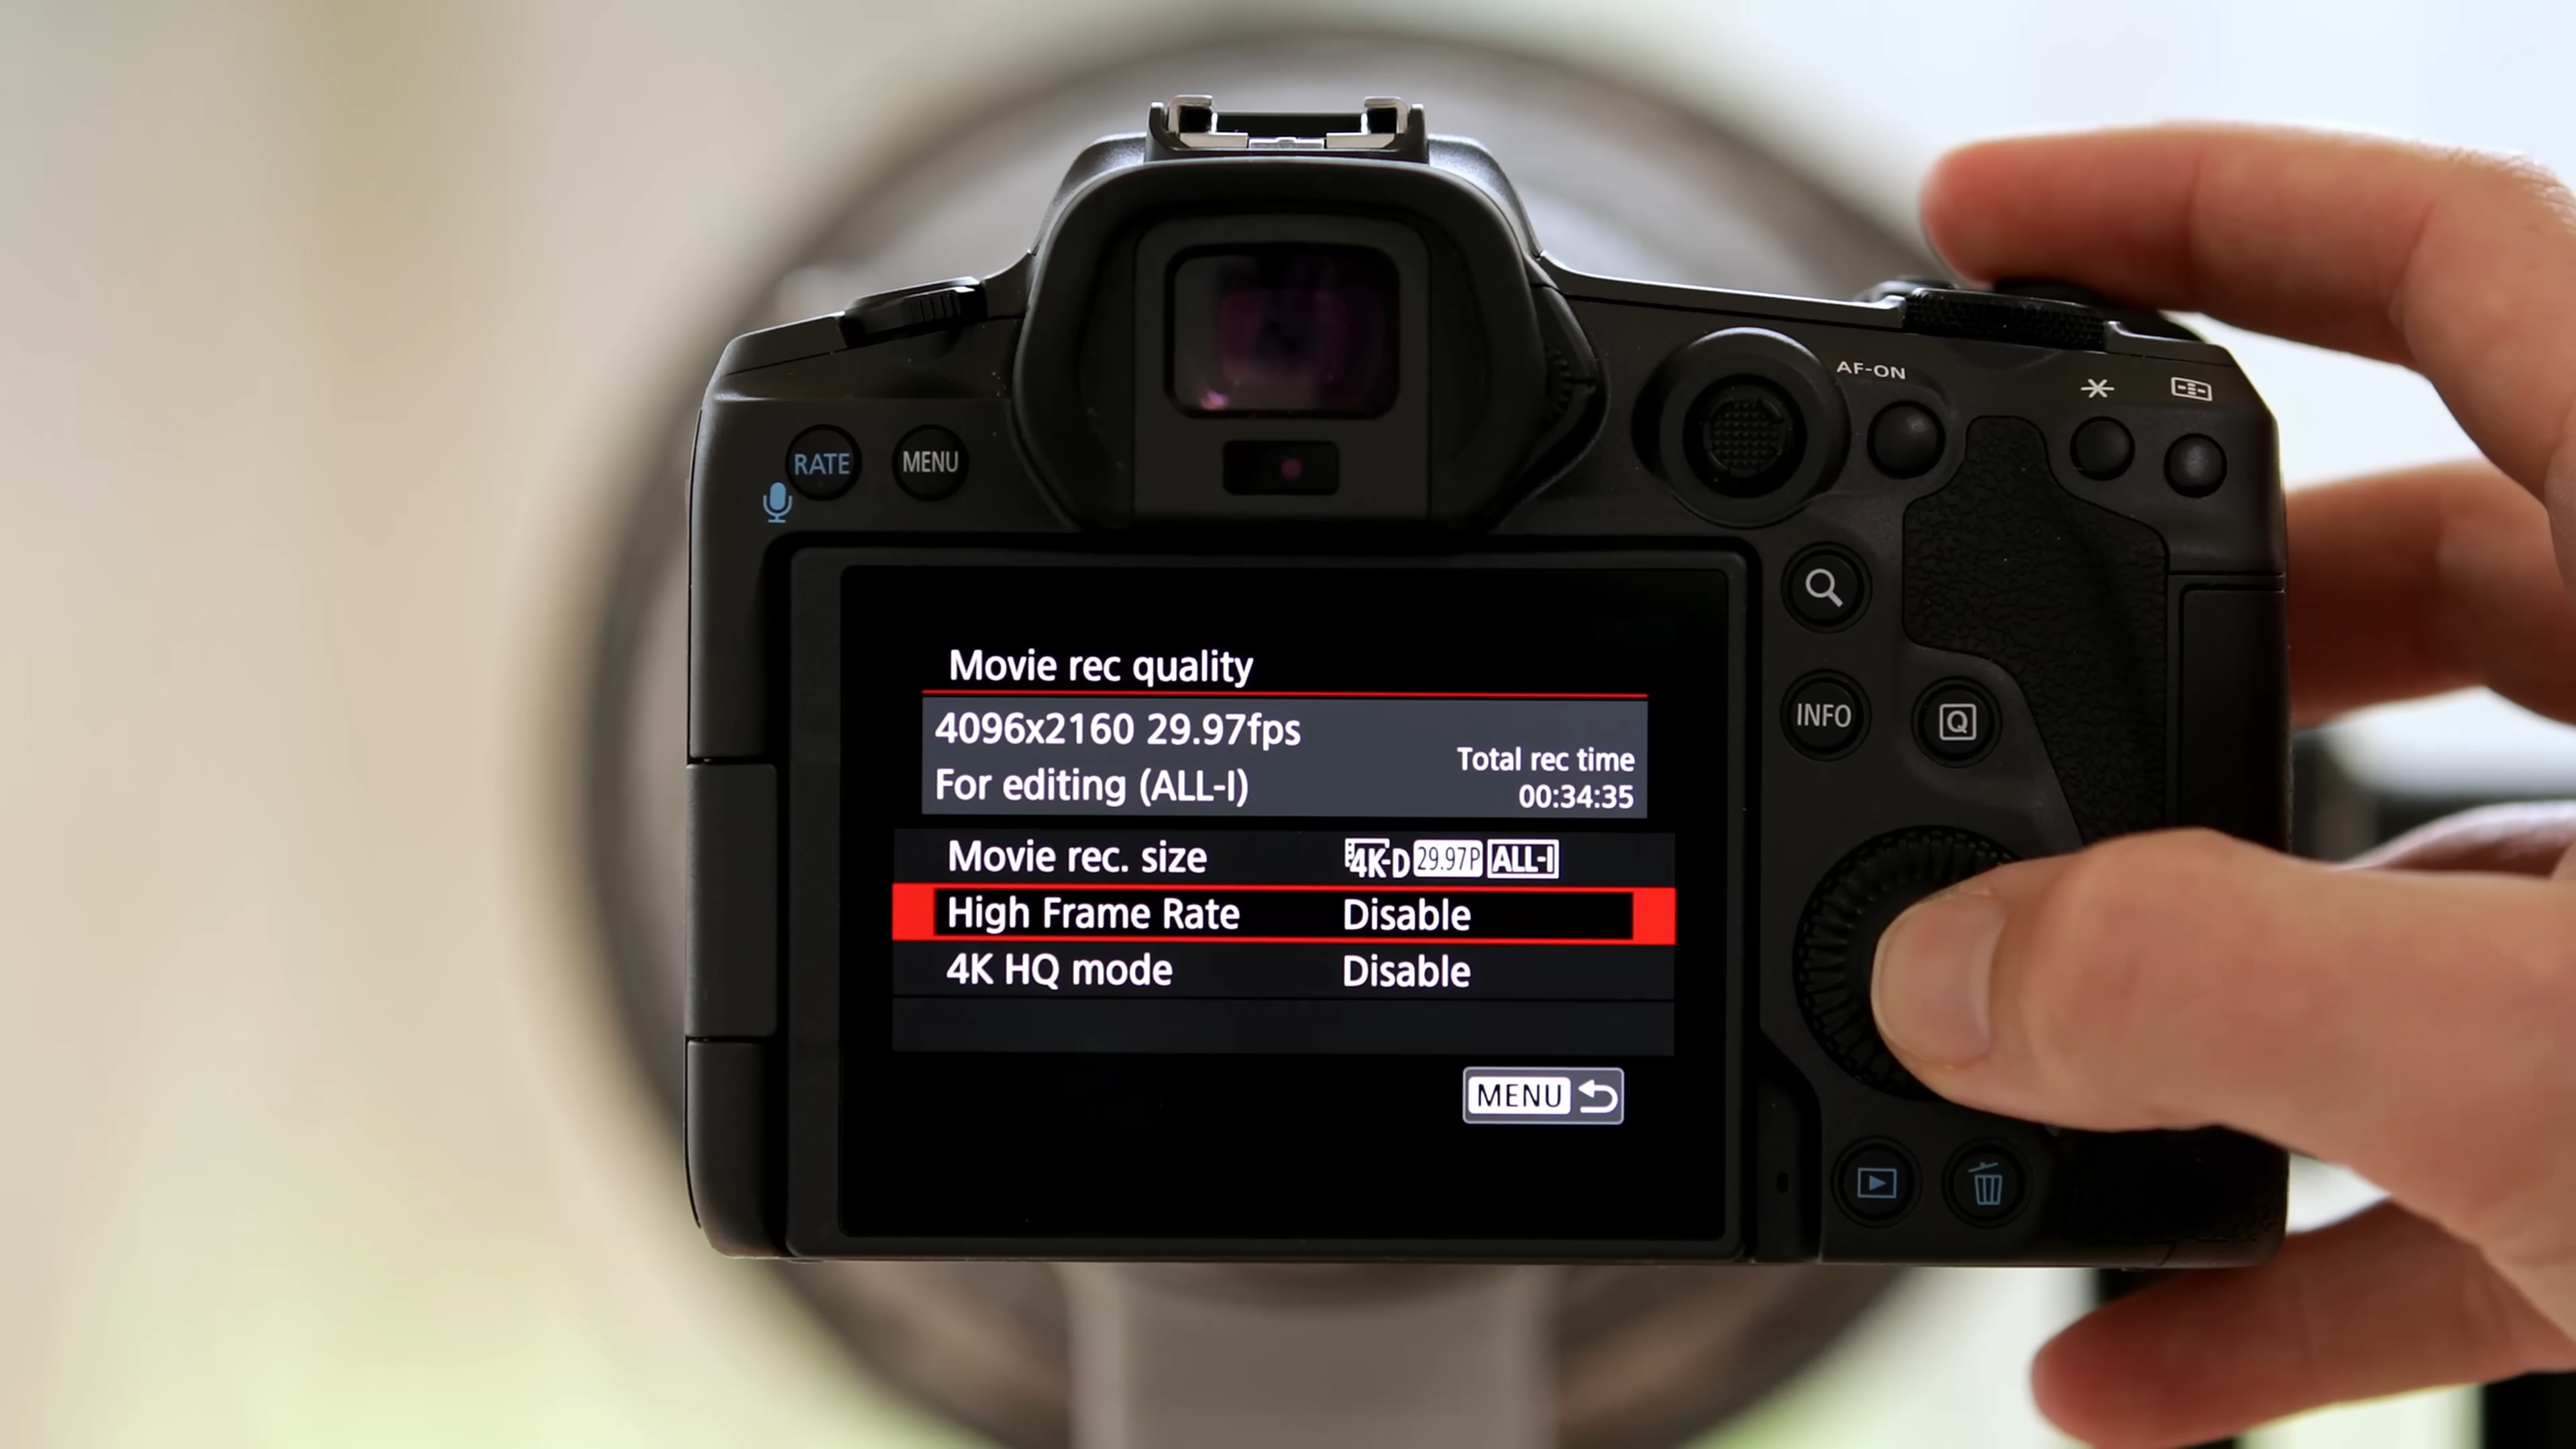 AF-ON
RATE
MENU
INFO
Q
Movie rec quality
4096x2160 29.97fps
For editing (ALL-I)
Total rec time
00:34:35
Movie rec. size 4K-D 29.97P ALL-I
High Frame Rate Disable
4K HQ mode Disable
MENU